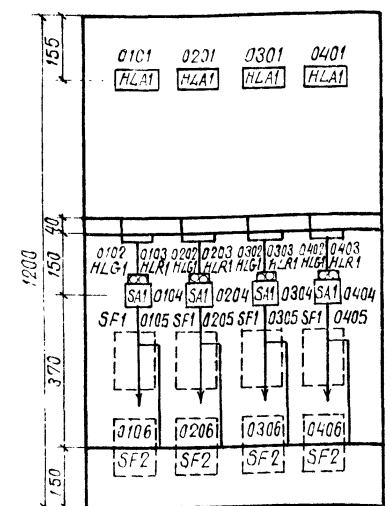 0101 0201 0301 0401
HLA1 HLA1 HLA1 HLA1
155
40
150
1200
370
150
0102 0103 0202 0203 0302 0303 0402 0403
HLG1 HLR1 HLG1 HLR1 HLG1 HLR1 HLG1 HLR1
SA1 0104 SA1 0204 SA1 0304 SA1 0404
SF1 0105 SF1 0205 SF1 0305 SF1 0405
0106 0206 0306 0406
SF2 SF2 SF2 SF2